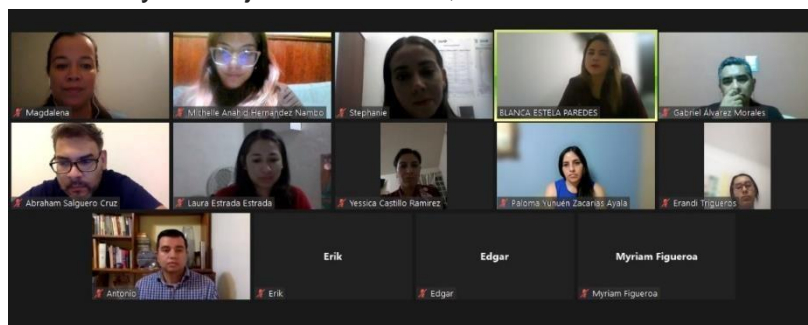 Magdalena
Michelle Anahid Hernandez Nambo
Stephanie
BLANCA ESTELA PAREDES
Gabriel Álvarez Morales
Abraham Salguero Cruz
Laura Estrada Estrada
Yessica Castillo Ramirez
Paloma Yunuén Zacarias Ayala
Erandi Trigueros
Antonio
Erik
Erik
Edgar
Edgar
Myriam Figueroa
Myriam Figueroa